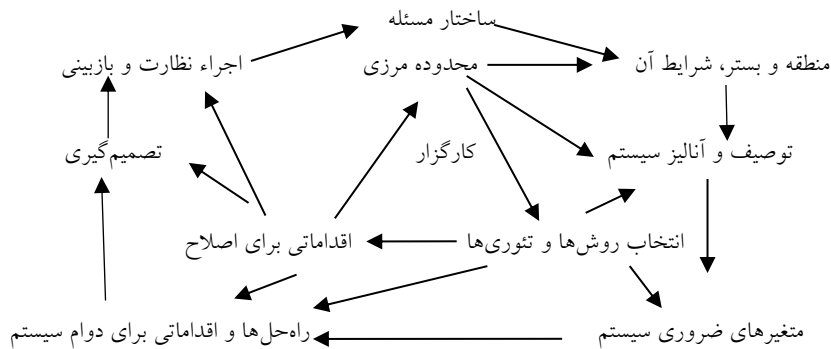 ساختار مسئله
منطقه و بستر، شرایط آن
محدوده مرزی
اجراء نظارت و بازبینی
توصیف و آنالیز سیستم
کارگزار
تصمیم‌گیری
انتخاب روش‌ها و تئوری‌ها
اقداماتی برای اصلاح
متغیرهای ضروری سیستم
راه‌حل‌ها و اقداماتی برای دوام سیستم